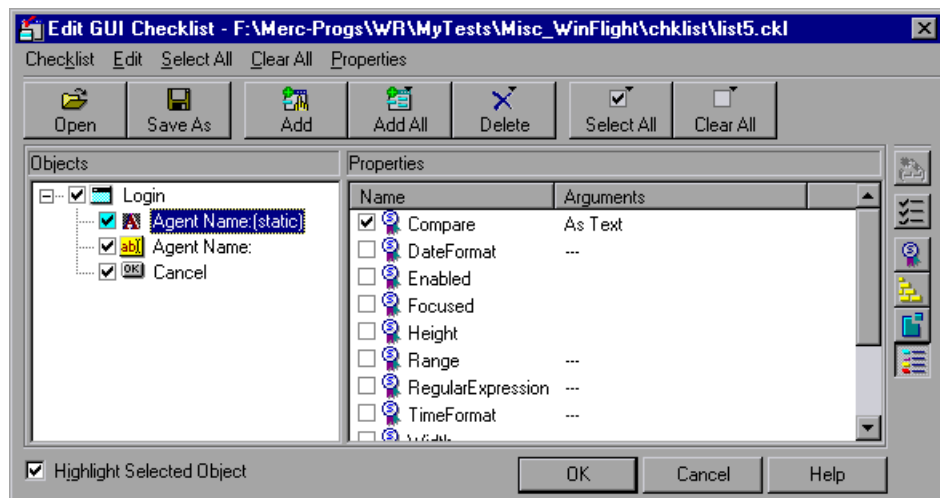 Edit GUI Checklist - F:\Merc-Progs\WR\MyTests\Misc_WinFlight\chklist\list5.ckl
Checklist Edit Select All Clear All Properties
Open Save As Add Add All Delete Select All Clear All
Objects Properties
Login
Agent Name:(static)
Agent Name:
Cancel
Name Arguments
Compare As Text
DateFormat ---
Enabled
Focused
Height
Range ---
RegularExpression ---
TimeFormat ---
Highlight Selected Object OK Cancel Help